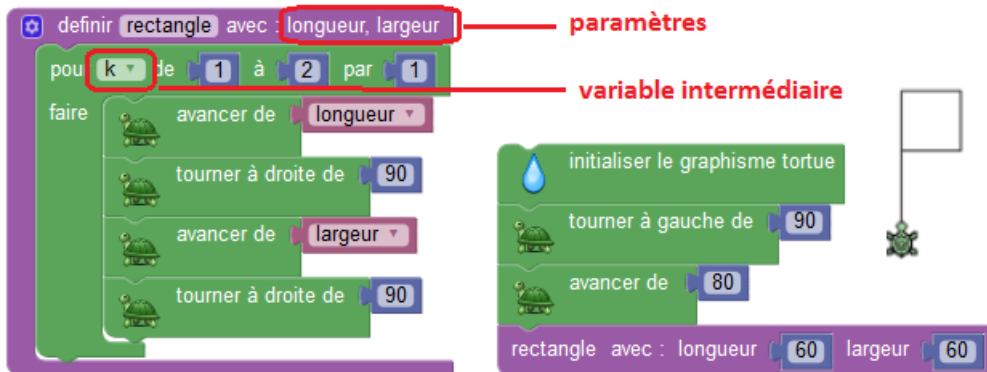 definir rectangle avec : longueur, largeur
paramètres
pou k de 1 à 2 par 1
variable intermédiaire
faire
avancer de longueur
tourner à droite de 90
avancer de largeur
tourner à droite de 90
initialiser le graphisme tortue
tourner à gauche de 90
avancer de 80
rectangle avec : longueur 60 largeur 60